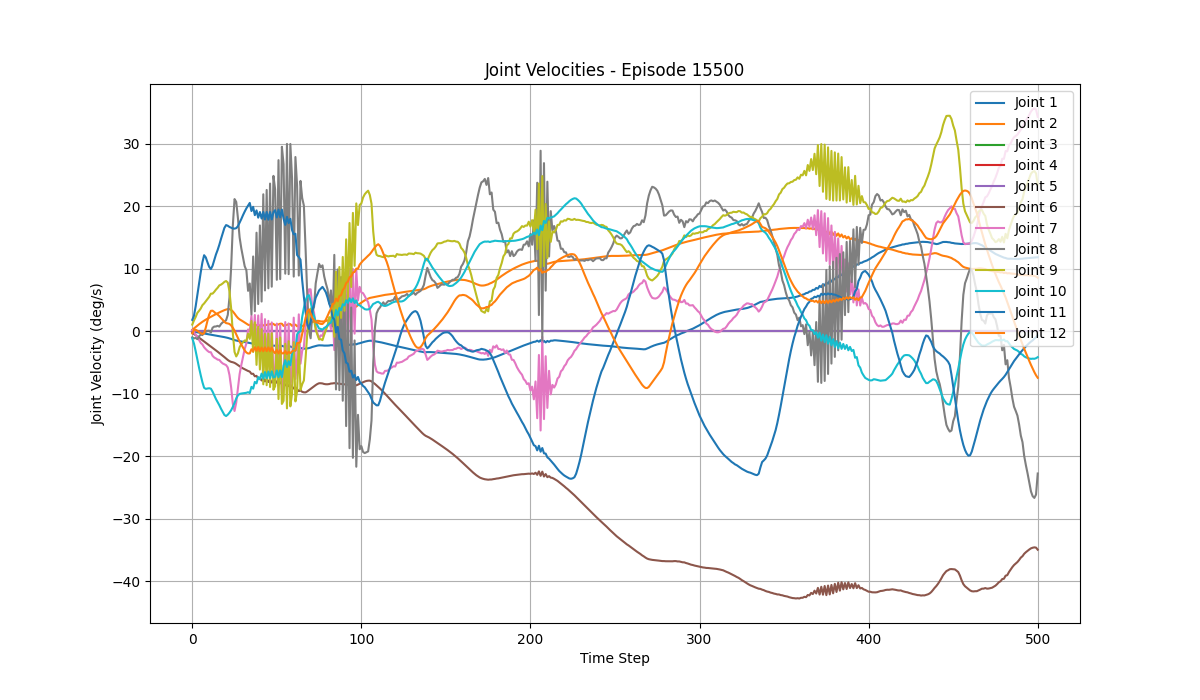 Joint Velocities - Episode 15500
Joint Velocity (deg/s)
30
20
10
0
−10
−20
−30
−40
0
100
200
300
400
500
Time Step
Joint 1
Joint 2
Joint 3
Joint 4
Joint 5
Joint 6
Joint 7
Joint 8
Joint 9
Joint 10
Joint 11
Joint 12